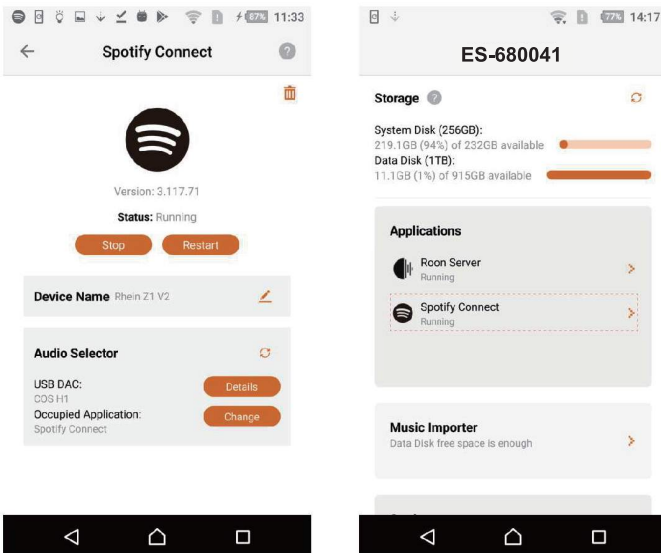 87% 11:33
Spotify Connect
?
Version: 3.117.71
Status: Running
Stop
Restart
Device Name Rhein Z1 V2
Audio Selector
USB DAC:
COS H1
Details
Occupied Application:
Spotify Connect
Change
77% 14:17
ES-680041
Storage ?
System Disk (256GB):
219.1GB (94%) of 232GB available
Data Disk (1TB):
11.1GB (1%) of 915GB available
Applications
Roon Server
Running
Spotify Connect
Running
Music Importer
Data Disk free space is enough